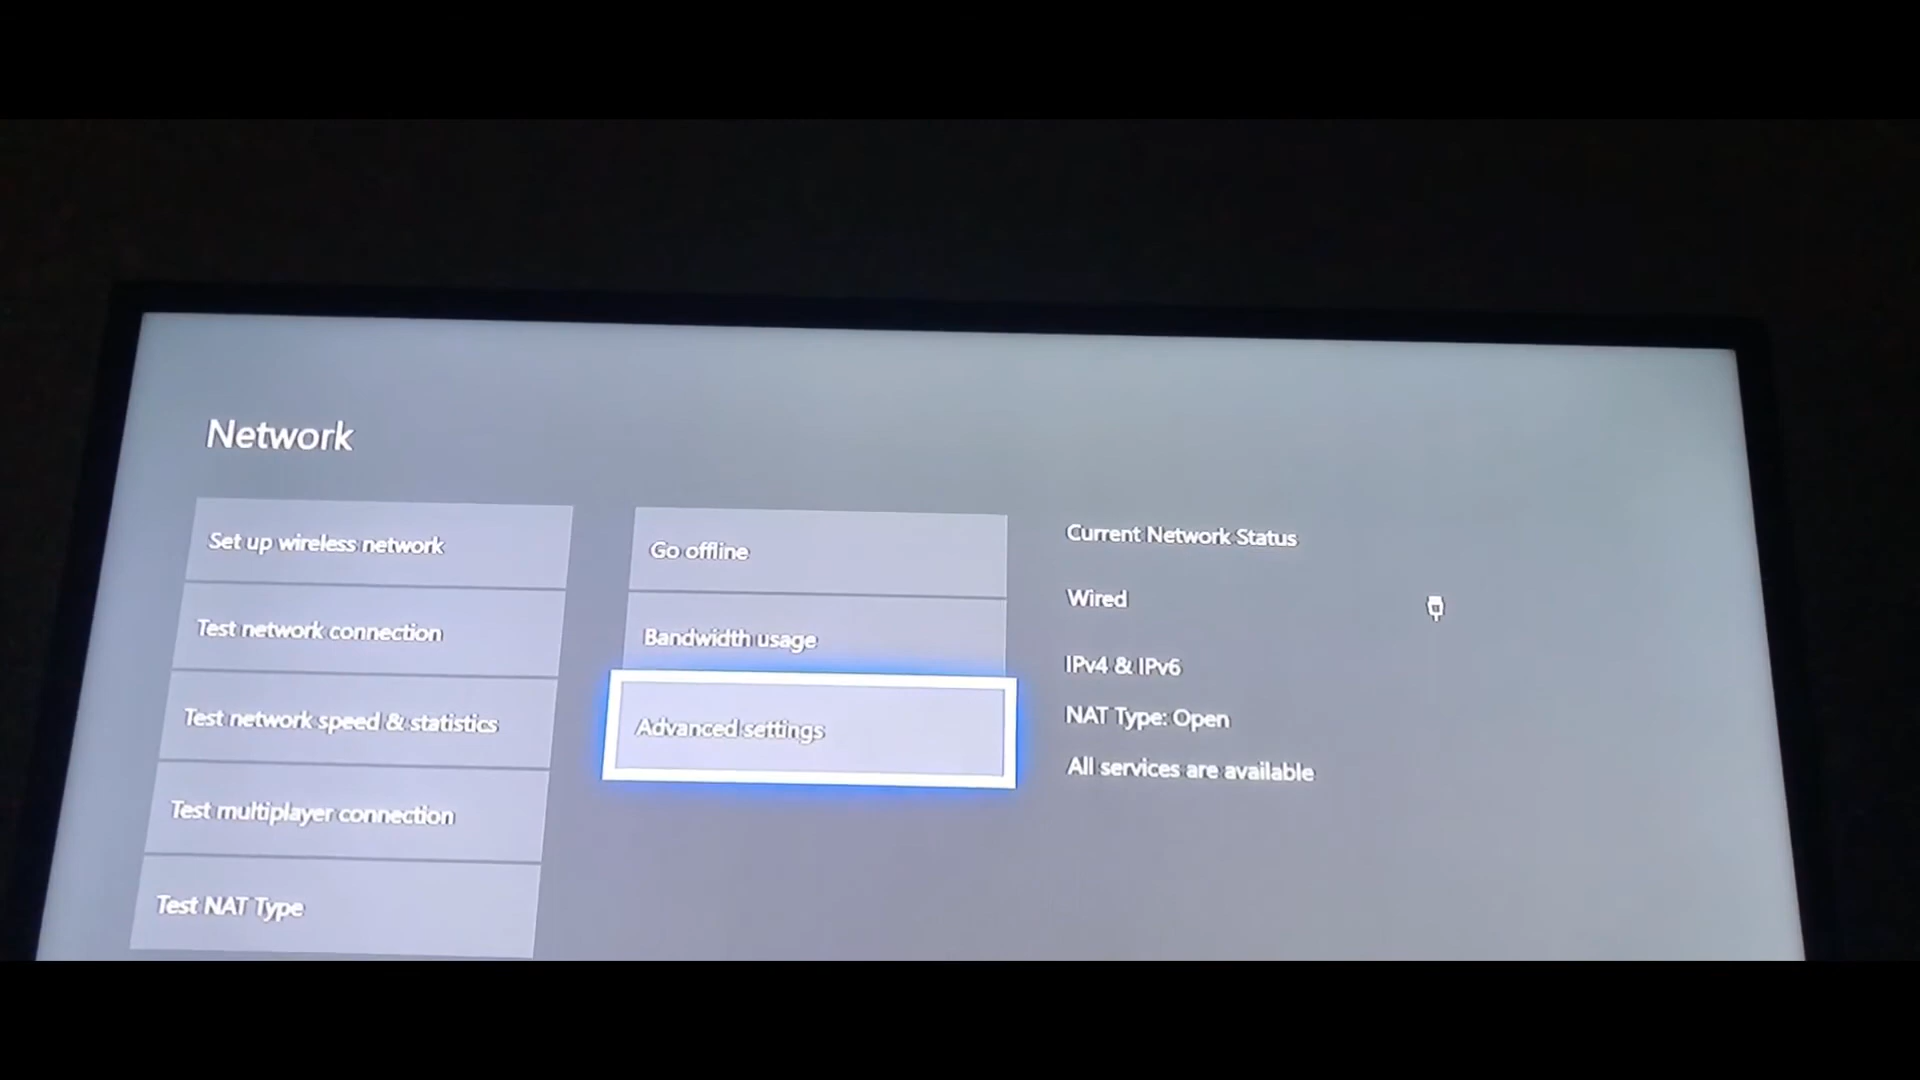 Network
Set up wireless network
Test network connection
Test network speed & statistics
Test multiplayer connection
Test NAT Type
Go offline
Bandwidth usage
Advanced settings
Current Network Status
Wired
IPv4 & IPv6
NAT Type: Open
All services are available